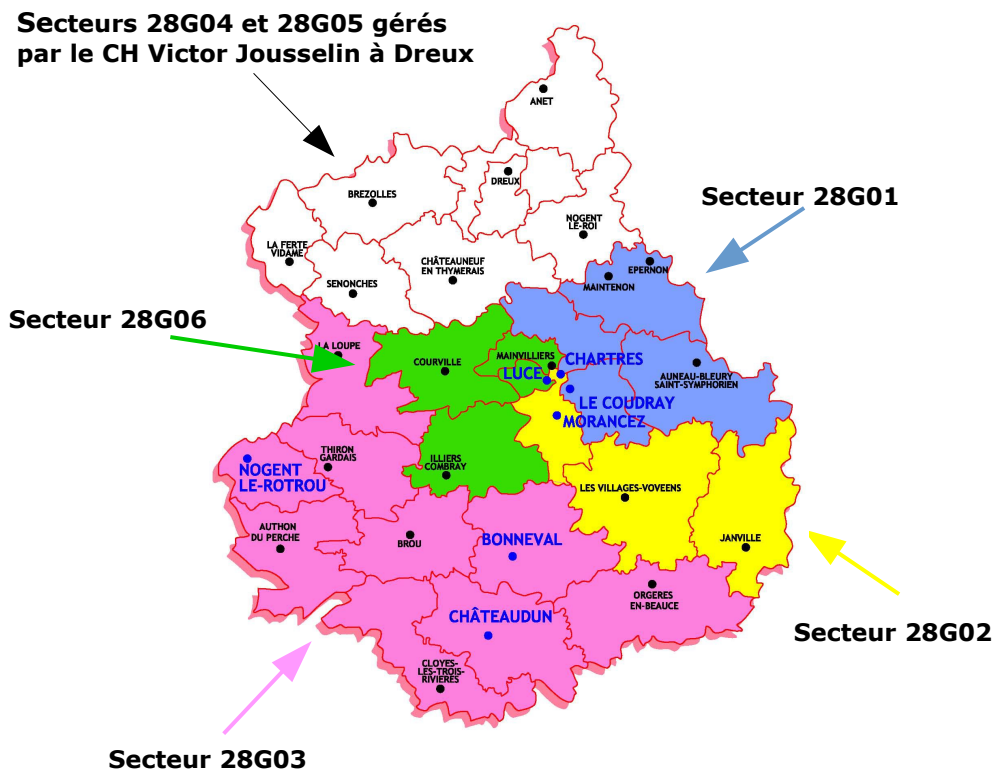 Secteurs 28G04 et 28G05 gérés
par le CH Victor Jousselin à Dreux
ANET
DREUX
BREZOLLES
Secteur 28G01
NOGENT
LE-ROI
LA FERTE
VIDAME
CHÂTEAUNEUF
EN THYMERAIS
EPERNON
MAINTENON
SENONCHES
Secteur 28G06
LA LOUPE
COURVILLE
MAINVILLIERS
CHARTRES
LUCE
AUNEAU-BLEURY
SAINT-SYMPHORIEN
LE COUDRAY
MORANCEZ
THIRON
GARDAIS
ILLIERS
COMBRAY
NOGENT
LE-ROTROU
LES VILLAGES-VOVEENS
AUTHON
DU PERCHE
BROU
BONNEVAL
JANVILLE
ORGERES
EN-BEAUCE
CHÂTEAUDUN
Secteur 28G02
CLOYES-
LES-TROIS-
RIVIERES
Secteur 28G03